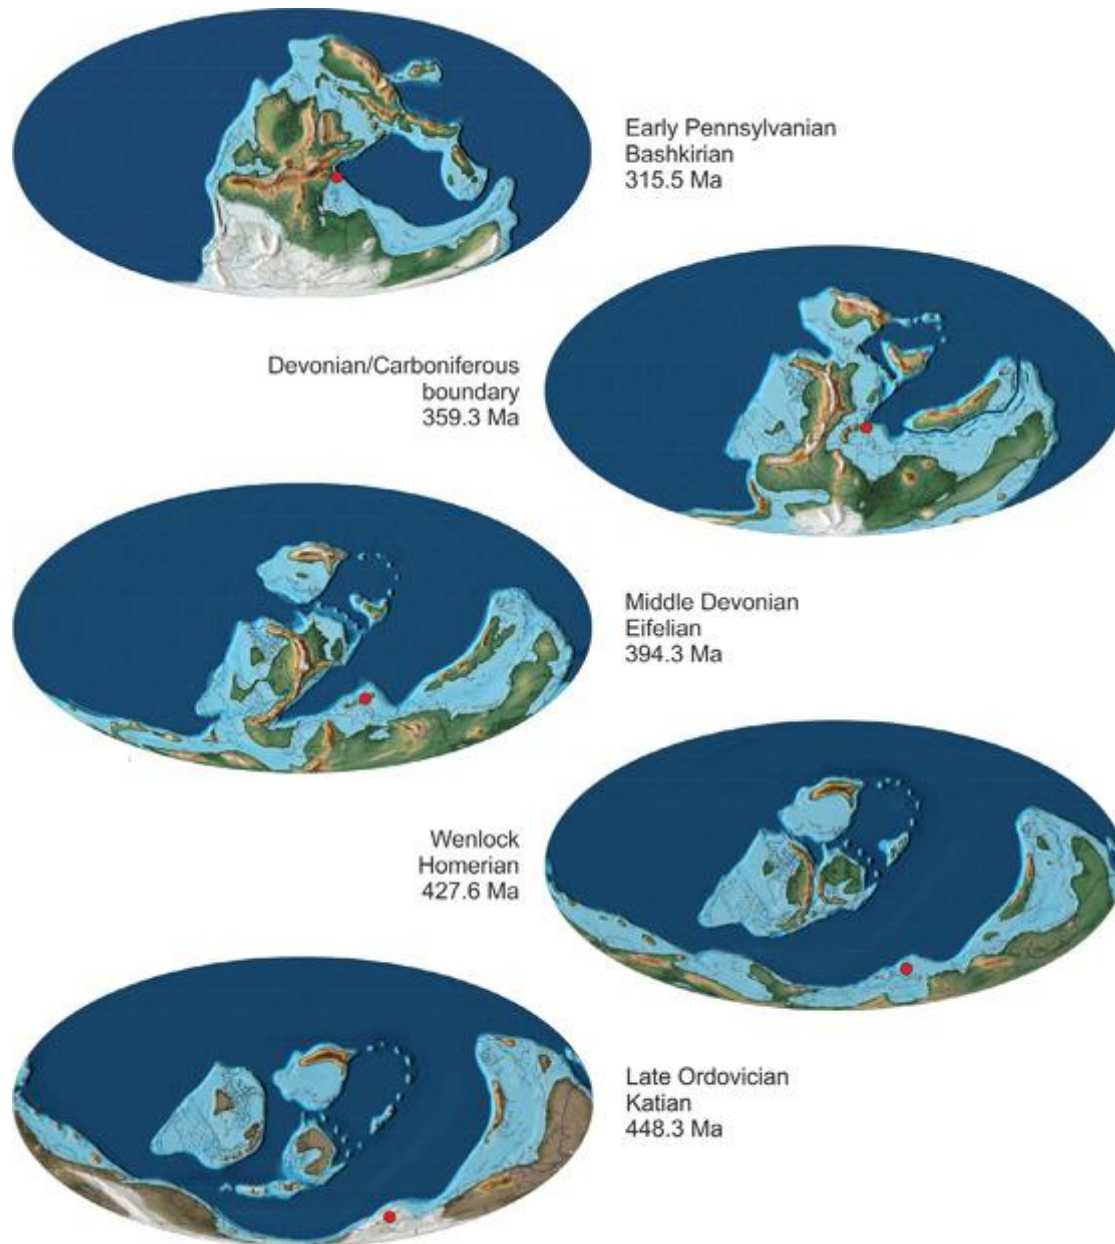 Early Pennsylvanian
Bashkirian
315.5 Ma
Devonian/Carboniferous
boundary
359.3 Ma
Middle Devonian
Eifelian
394.3 Ma
Wenlock
Homerian
427.6 Ma
Late Ordovician
Katian
448.3 Ma